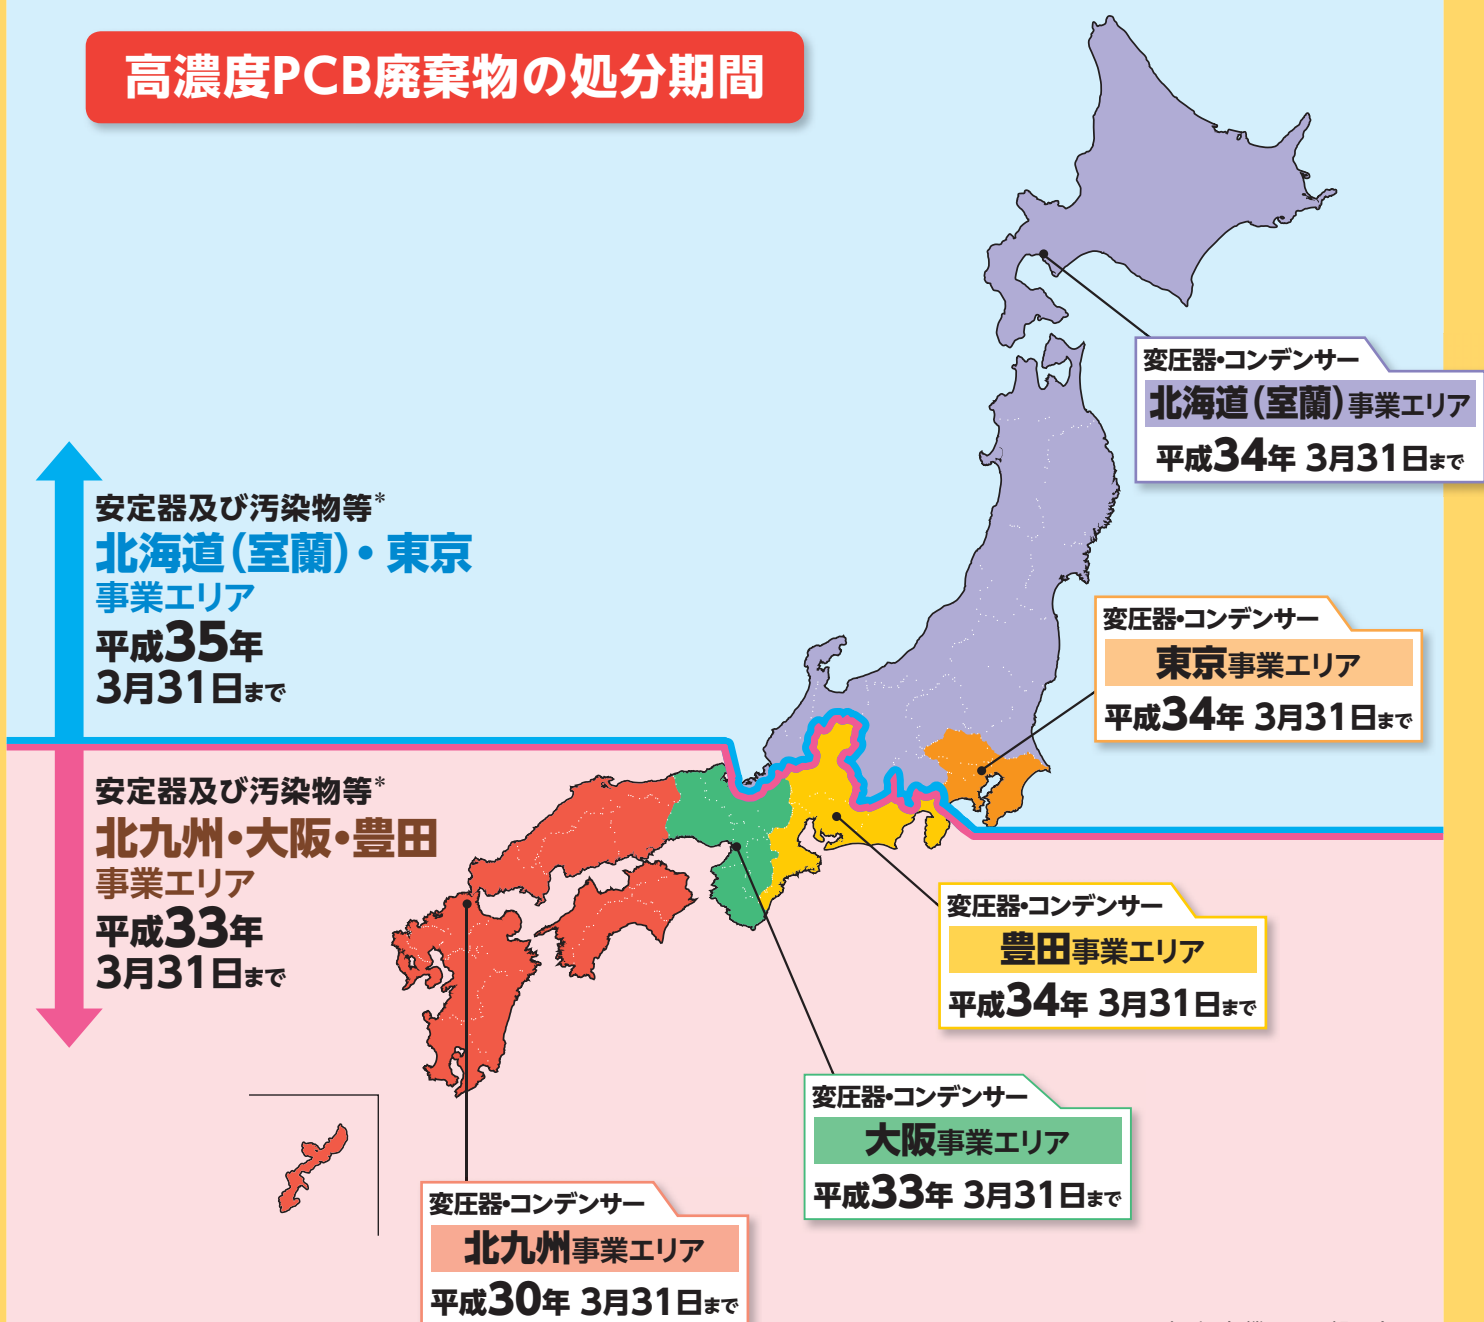 高濃度PCB廃棄物の処分期間
変圧器・コンデンサー
北海道(室蘭)事業エリア
平成34年 3月31日まで
安定器及び汚染物等*
北海道(室蘭)・東京
事業エリア
平成35年
3月31日まで
変圧器・コンデンサー
東京事業エリア
平成34年 3月31日まで
安定器及び汚染物等*
北九州・大阪・豊田
事業エリア
平成33年
3月31日まで
変圧器・コンデンサー
豊田事業エリア
平成34年 3月31日まで
変圧器・コンデンサー
大阪事業エリア
平成33年 3月31日まで
変圧器・コンデンサー
北九州事業エリア
平成30年 3月31日まで